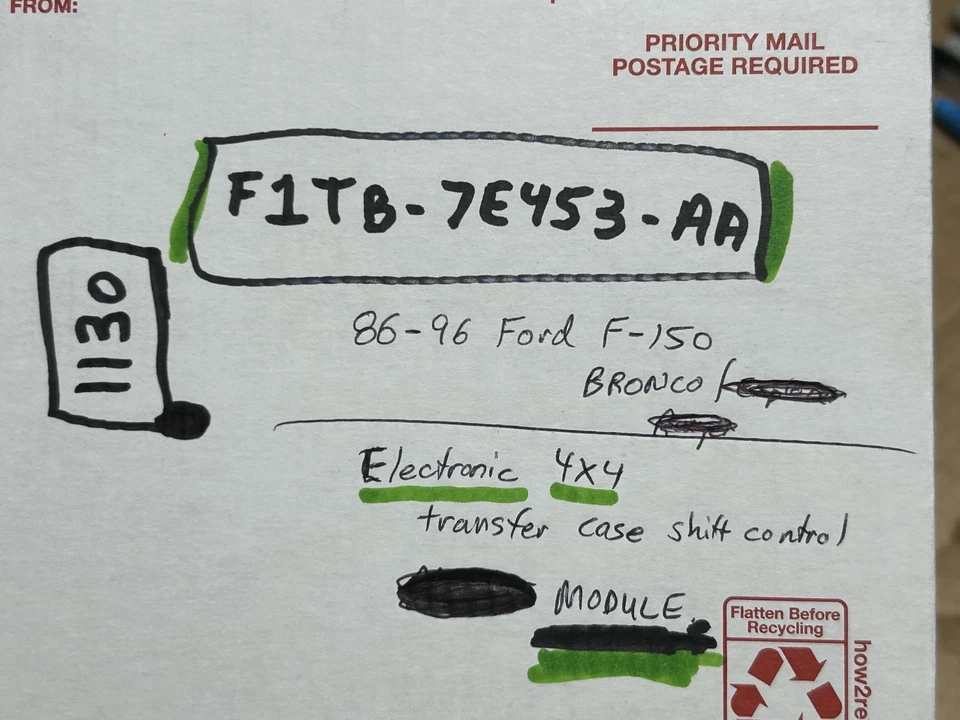 FROM:
PRIORITY MAIL
POSTAGE REQUIRED
F1TB-7E453-AA
1130
86-96 Ford F-150
BRONCO/
Electronic 4x4
transfer case shift control
MODULE
Flatten Before
Recycling
how2re